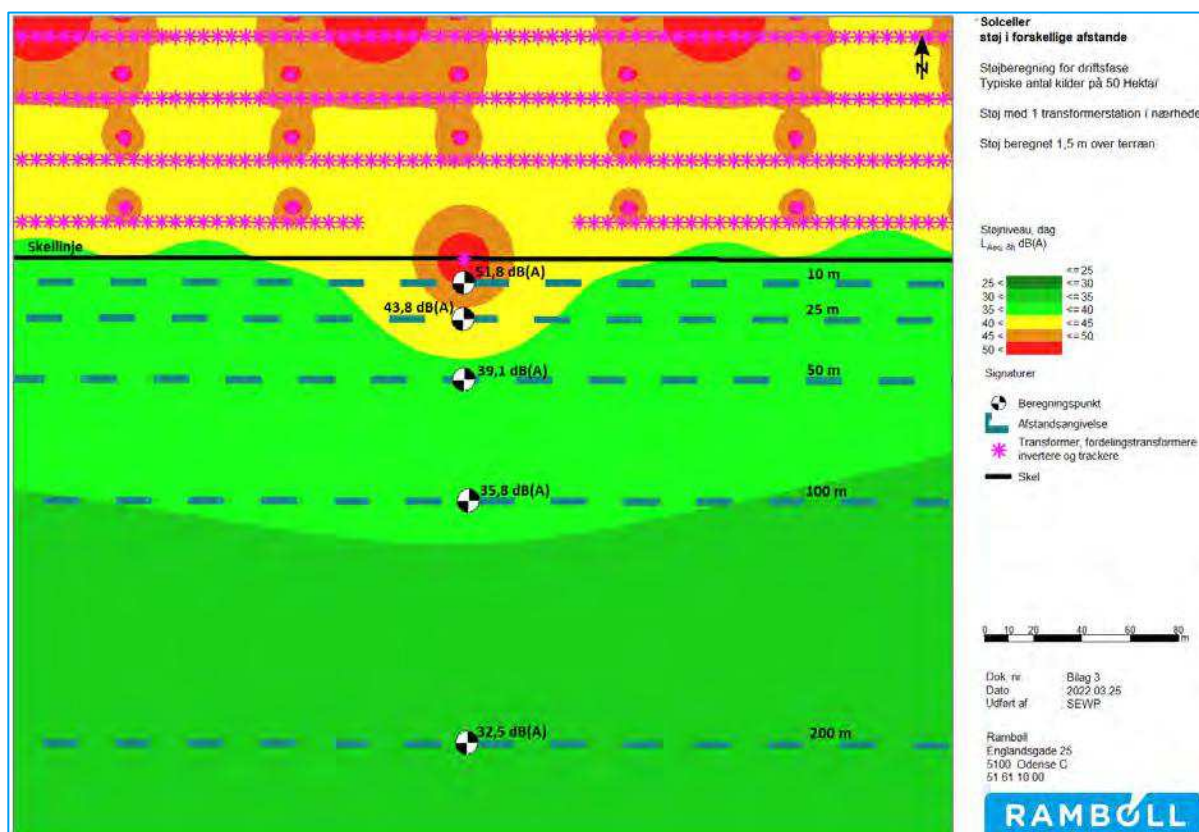 Solceller
støj i forskellige afstande
Støjberegning for driftsfase
Typiske antal kilder på 50 Hektar
Støj med 1 transformerstation i nærhede
Støj beregnet 1,5 m over terræn
N
Skellinje
51,8 dB(A)
10 m
43,8 dB(A)
25 m
39,1 dB(A)
50 m
35,8 dB(A)
100 m
32,5 dB(A)
200 m
Støjniveau, dag
LAeq, 8h dB(A)
<=25
25 < <=30
30 < <=35
35 < <=40
40 < <=45
45 < <=50
50 <
Signaturer
Beregningspunkt
Afstandsangivelse
Transformer, fordelingstransformere
invertere og trackere
Skel
0 10 20 40 60 80
m
Dok. nr Bilag 3
Dato 2022.03.25
Udført af SEWP
Rambøll
Englandsgade 25
5100 Odense C
51 61 10 00
RAMBOLL